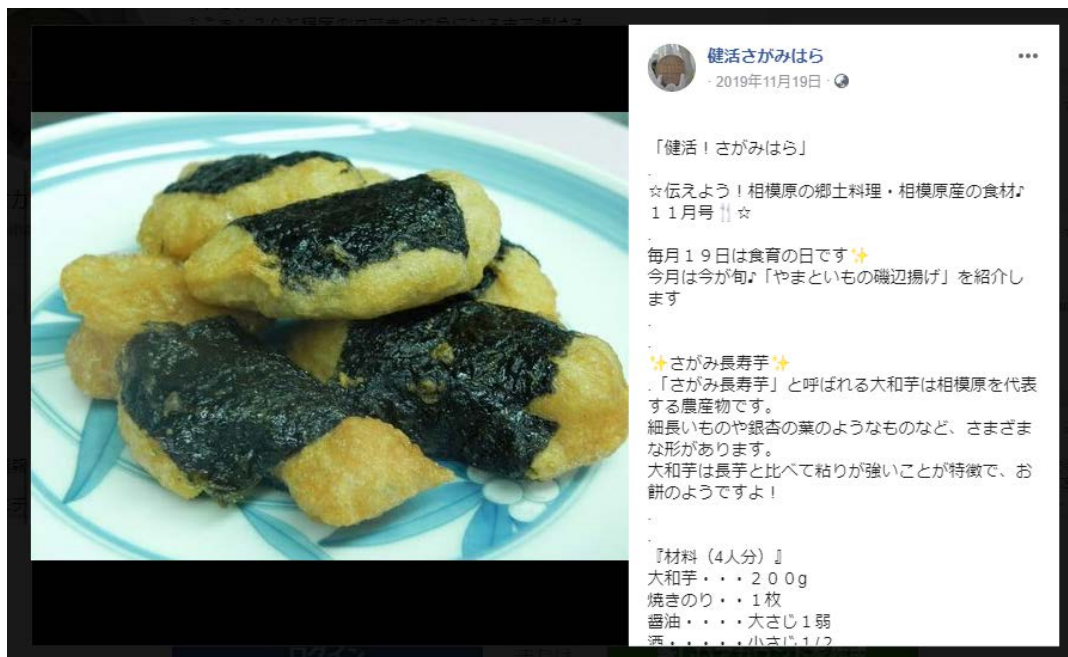 健活さがみはら
· 2019年11月19日 ·
「健活！さがみはら」
.
☆伝えよう！相模原の郷土料理・相模原産の食材♪
１１月号🍴☆
.
毎月１９日は食育の日です✨
今月は今が旬♪「やまといもの磯辺揚げ」を紹介し
ます
.
.
✨さがみ長寿芋✨
.「さがみ長寿芋」と呼ばれる大和芋は相模原を代表
する農産物です。
細長いものや銀杏の葉のようなものなど、さまざま
な形があります。
大和芋は長芋と比べて粘りが強いことが特徴で、お
餅のようですよ！
.
.
『材料（4人分）』
大和芋・・・２００g
焼きのり・・１枚
醤油・・・・大さじ１弱
酒・・・・・小さじ１/２
ログイン